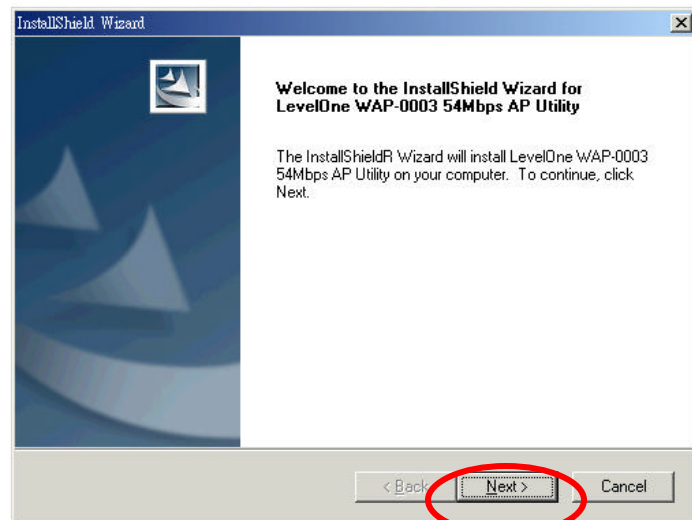 InstallShield Wizard
Welcome to the InstallShield Wizard for
LevelOne WAP-0003 54Mbps AP Utility
The InstallShieldR Wizard will install LevelOne WAP-0003
54Mbps AP Utility on your computer. To continue, click
Next.
< Back
Next >
Cancel